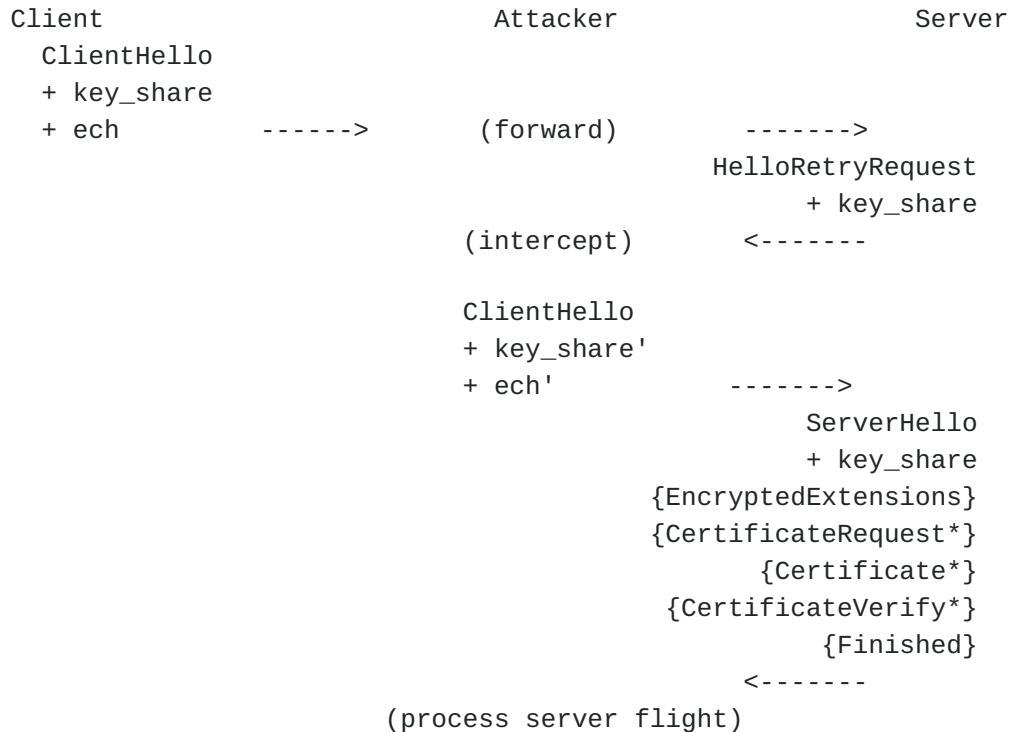 Client Attacker Server
ClientHello
+ key_share
+ ech ------> (forward) ------->
HelloRetryRequest
+ key_share
(intercept) <-------
ClientHello
+ key_share'
+ ech' ------->
ServerHello
+ key_share
{EncryptedExtensions}
{CertificateRequest*}
{Certificate*}
{CertificateVerify*}
{Finished}
<-------
(process server flight)